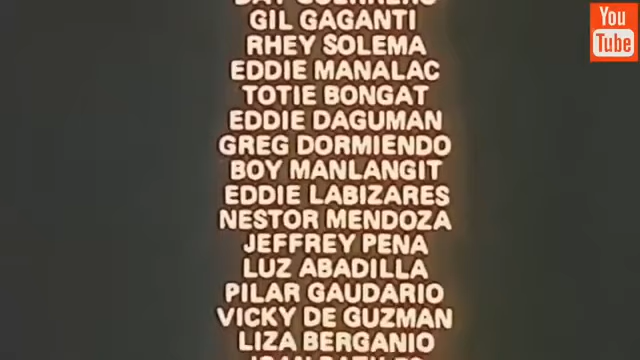 GUERRERO
You
Tube
GIL GAGANTI
RHEY SOLEMA
EDDIE MANALAC
TOTIE BONGAT
EDDIE DAGUMAN
GREG DORMIENDO
BOY MANLANGIT
EDDIE LABIZARES
NESTOR MENDOZA
JEFFREY PENA
LUZ ABADILLA
PILAR GAUDARIO
VICKY DE GUZMAN
LIZA BERGANIO